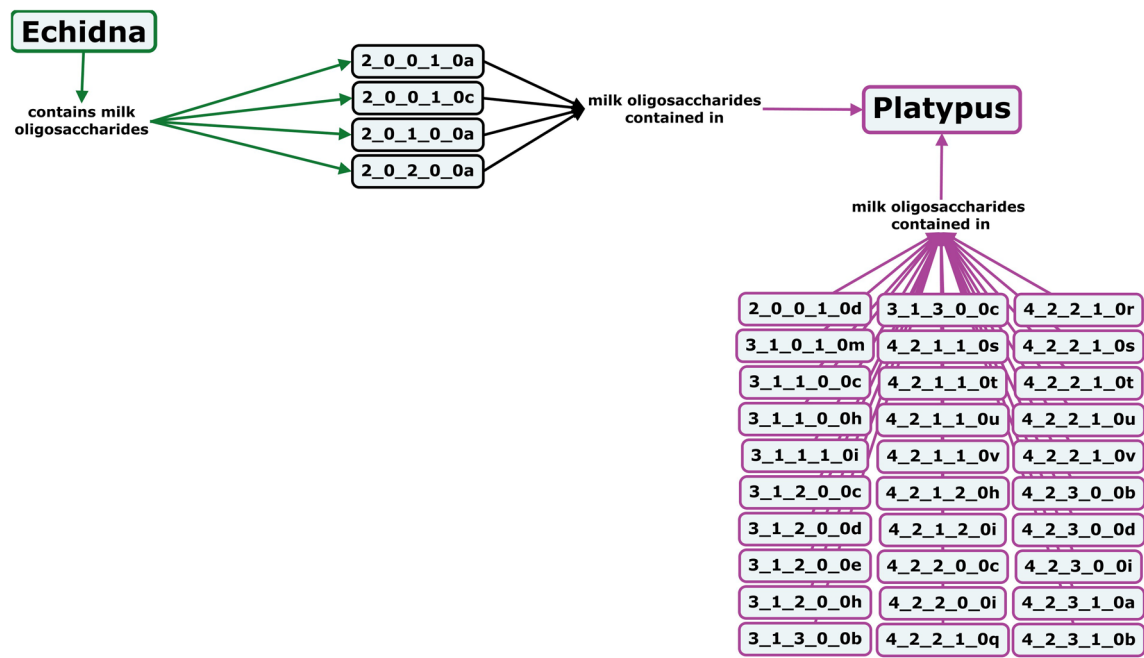 Echidna
contains milk
oligosaccharides
2_0_0_1_0a
2_0_0_1_0c
2_0_1_0_0a
2_0_2_0_0a
milk oligosaccharides
contained in
Platypus
milk oligosaccharides
contained in
2_0_0_1_0d 3_1_3_0_0c 4_2_2_1_0r
3_1_0_1_0m 4_2_1_1_0s 4_2_2_1_0s
3_1_1_0_0c 4_2_1_1_0t 4_2_2_1_0t
3_1_1_0_0h 4_2_1_1_0u 4_2_2_1_0u
3_1_1_1_0i 4_2_1_1_0v 4_2_2_1_0v
3_1_2_0_0c 4_2_1_2_0h 4_2_3_0_0b
3_1_2_0_0d 4_2_1_2_0i 4_2_3_0_0d
3_1_2_0_0e 4_2_2_0_0c 4_2_3_0_0i
3_1_2_0_0h 4_2_2_0_0i 4_2_3_1_0a
3_1_3_0_0b 4_2_2_1_0q 4_2_3_1_0b